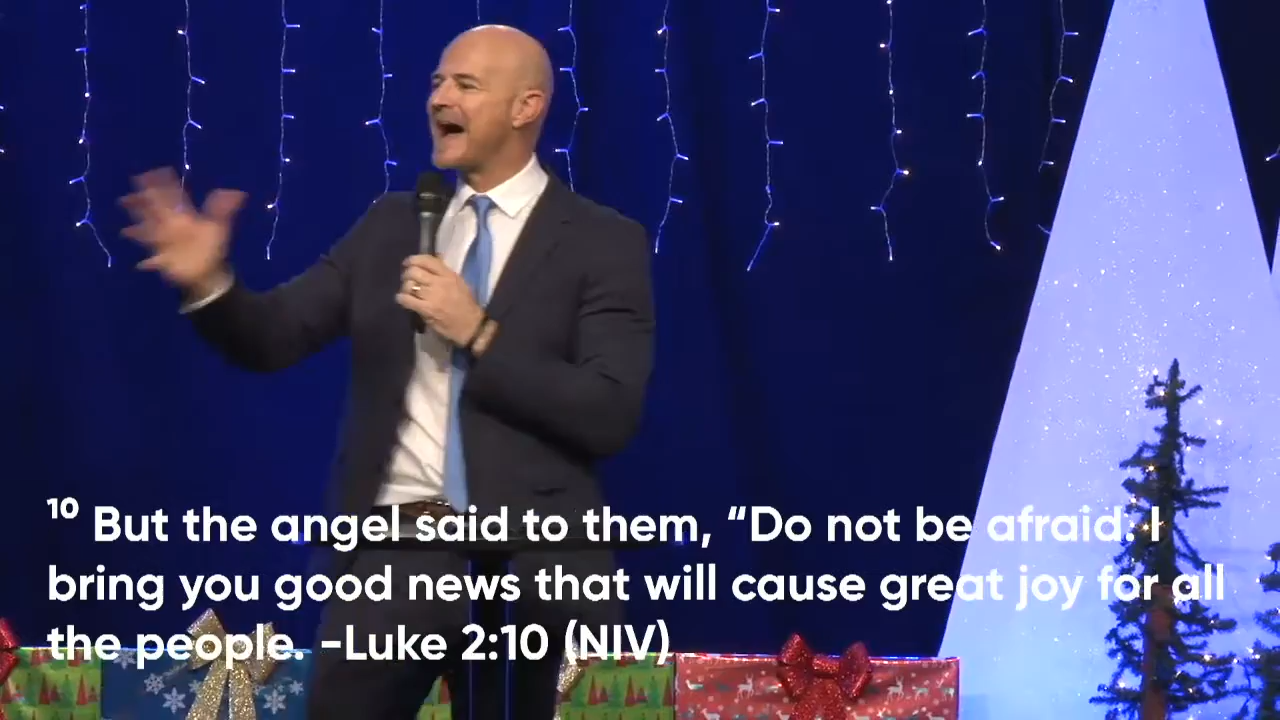 ¹⁰ But the angel said to them, “Do not be afraid. I
bring you good news that will cause great joy for all
the people. -Luke 2:10 (NIV)